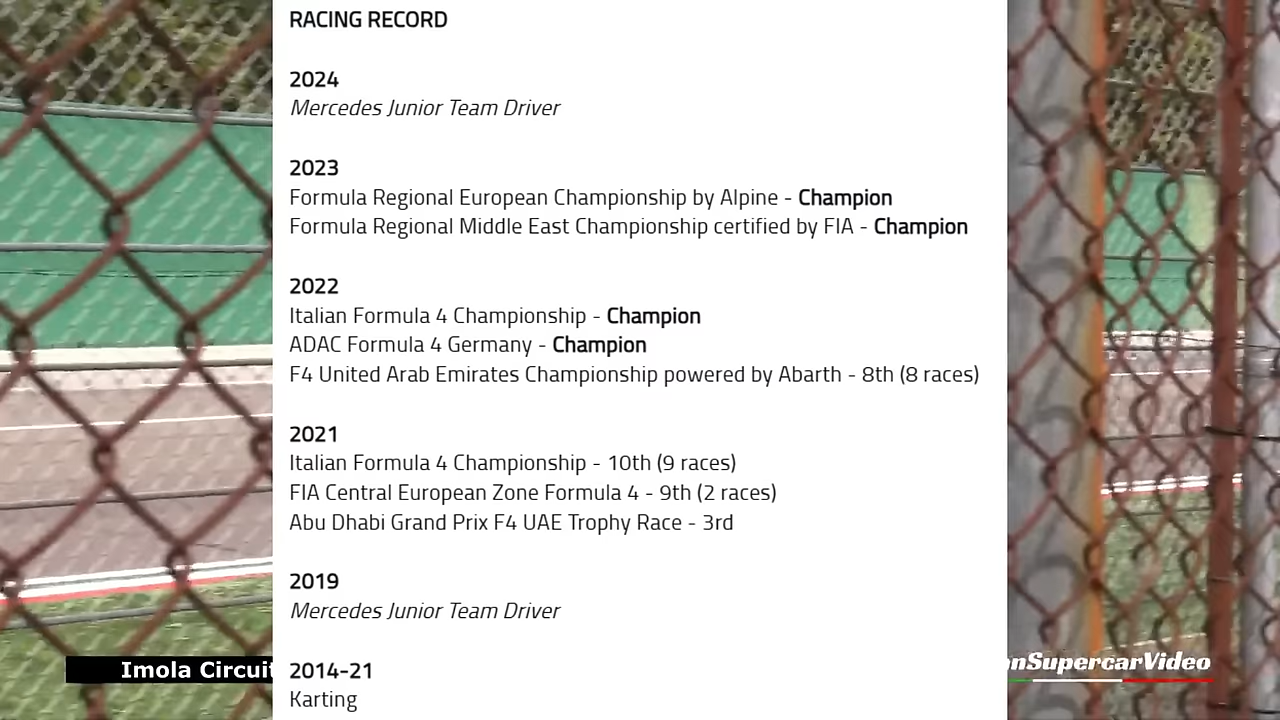 RACING RECORD
2024
Mercedes Junior Team Driver
2023
Formula Regional European Championship by Alpine - Champion
Formula Regional Middle East Championship certified by FIA - Champion
2022
Italian Formula 4 Championship - Champion
ADAC Formula 4 Germany - Champion
F4 United Arab Emirates Championship powered by Abarth - 8th (8 races)
2021
Italian Formula 4 Championship - 10th (9 races)
FIA Central European Zone Formula 4 - 9th (2 races)
Abu Dhabi Grand Prix F4 UAE Trophy Race - 3rd
2019
Mercedes Junior Team Driver
Imola Circuit
nSupercarVideo
2014-21
Karting